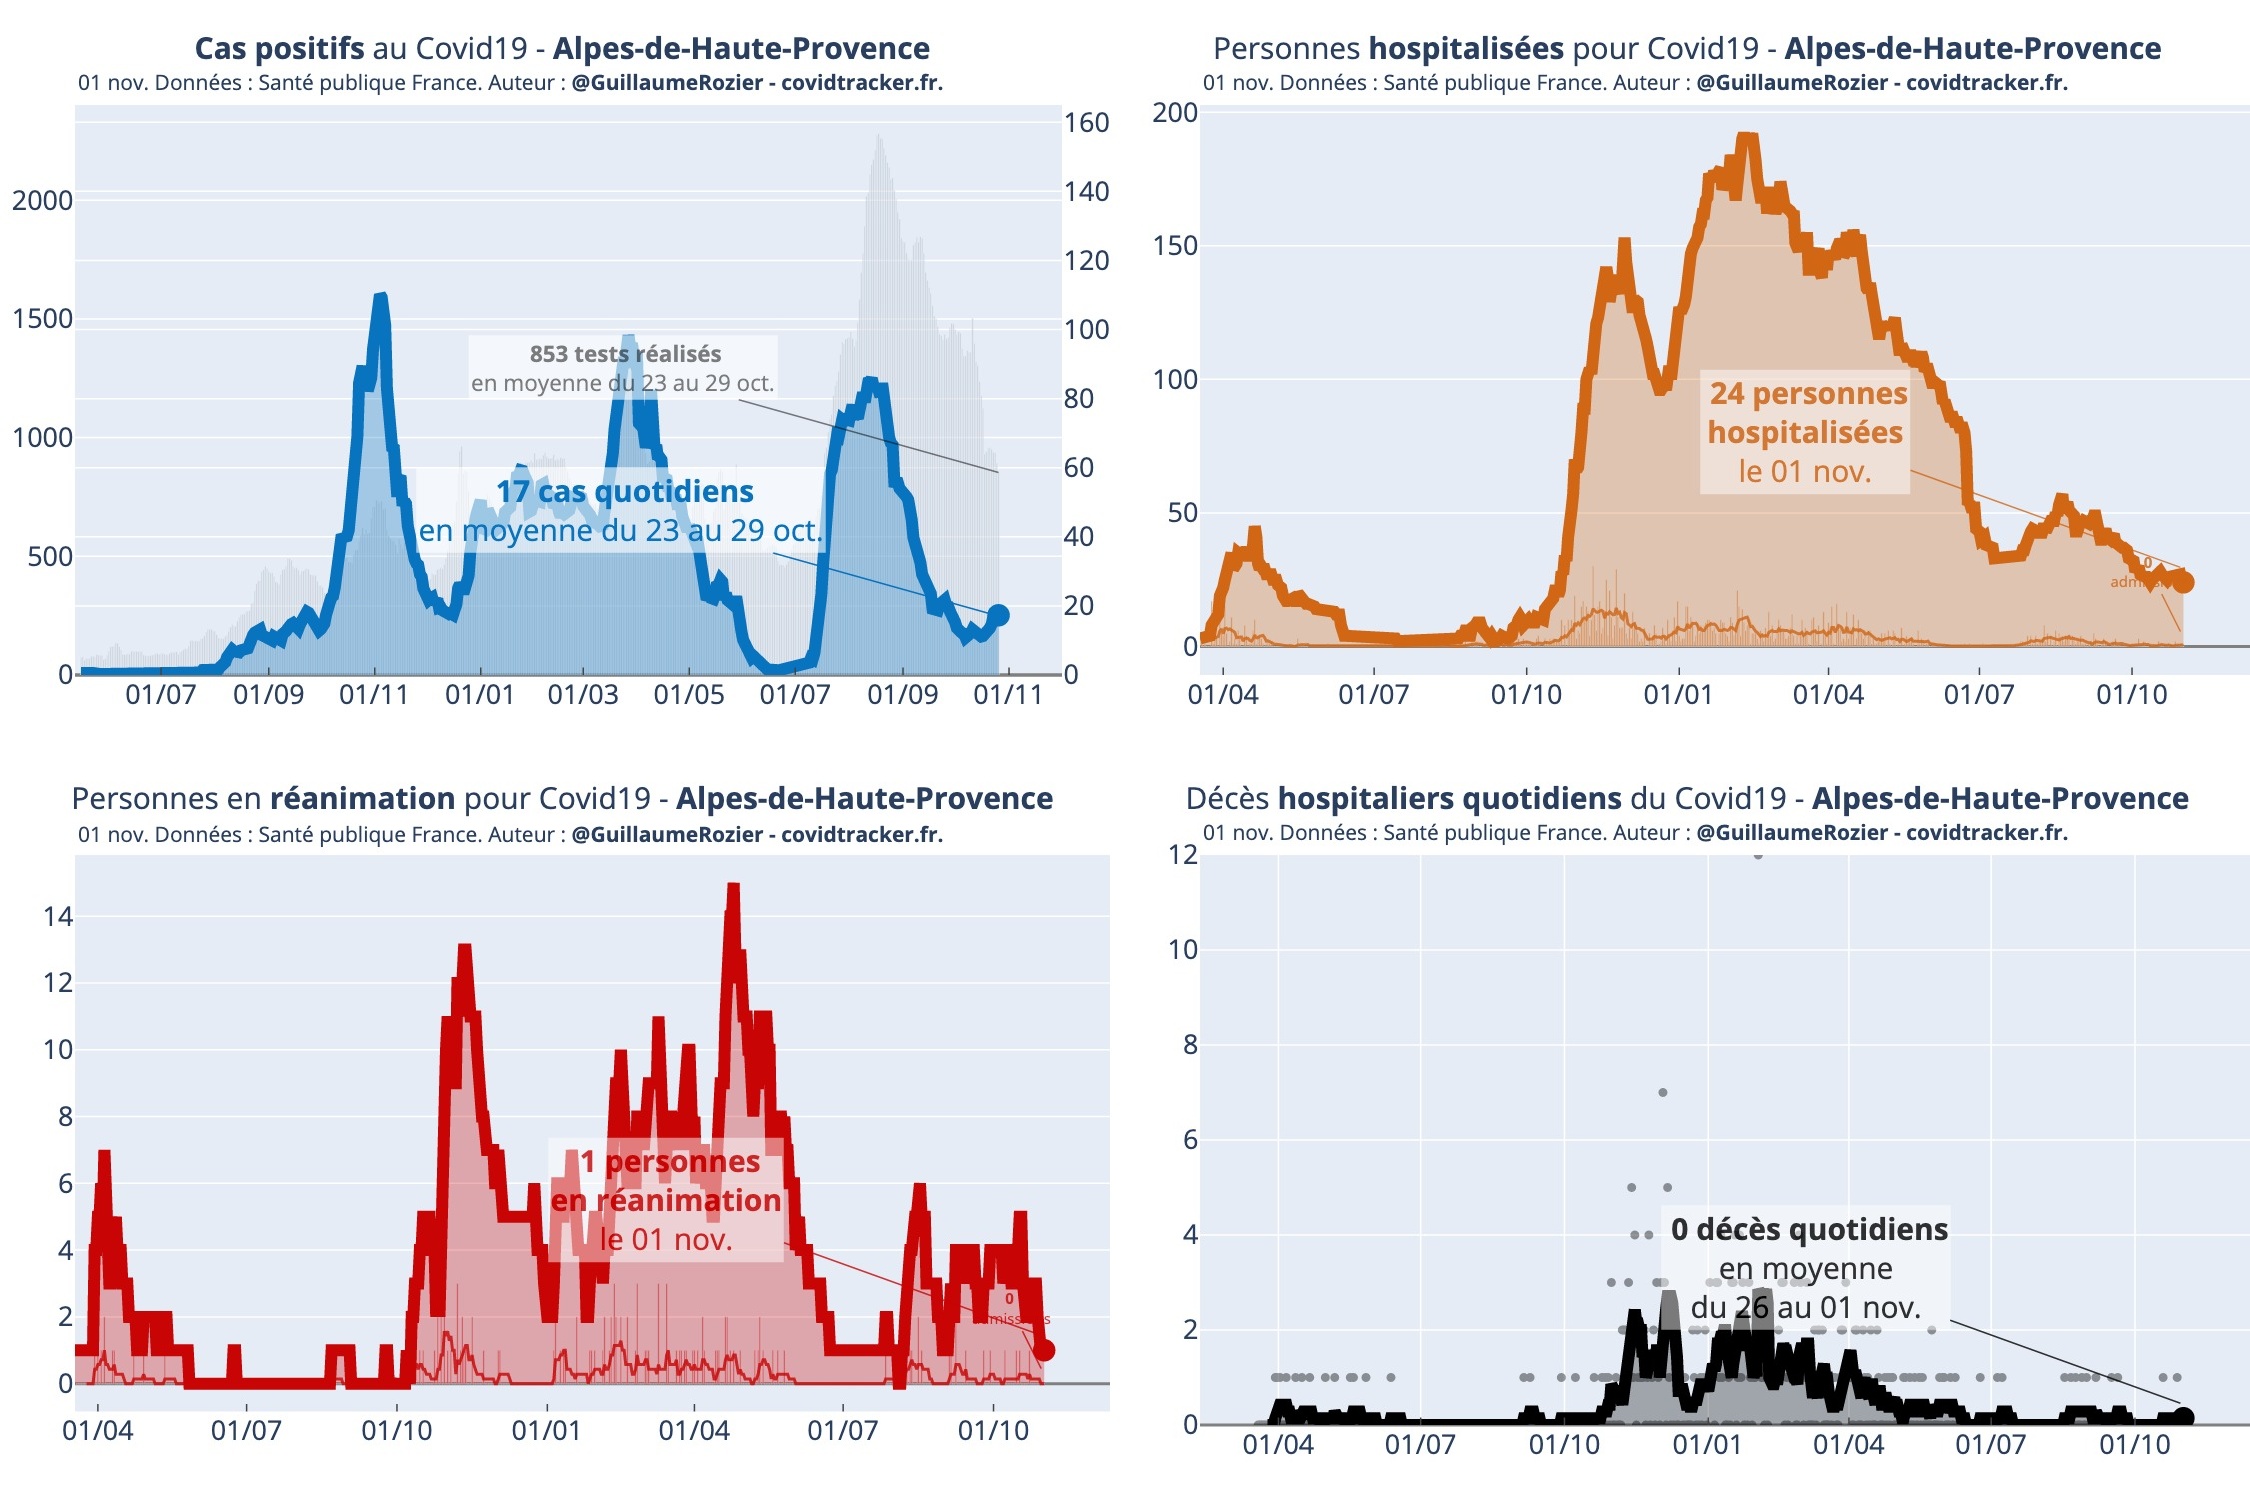 Cas positifs au Covid19 - Alpes-de-Haute-Provence
01 nov. Données : Santé publique France. Auteur : @GuillaumeRozier - covidtracker.fr.
160
140
2000
120
1500
100
853 tests réalisés
en moyenne du 23 au 29 oct.
80
1000
60
17 cas quotidiens
en moyenne du 23 au 29 oct.
40
500
20
0
0
01/07 01/09 01/11 01/01 01/03 01/05 01/07 01/09 01/11
Personnes hospitalisées pour Covid19 - Alpes-de-Haute-Provence
01 nov. Données : Santé publique France. Auteur : @GuillaumeRozier - covidtracker.fr.
200
150
100
24 personnes
hospitalisées
le 01 nov.
50
0
0
01/04 01/07 01/10 01/01 01/04 01/07 01/10
Personnes en réanimation pour Covid19 - Alpes-de-Haute-Provence
01 nov. Données : Santé publique France. Auteur : @GuillaumeRozier - covidtracker.fr.
14
12
10
8
1 personnes
en réanimation
le 01 nov.
6
4
0
2
0
01/04 01/07 01/10 01/01 01/04 01/07 01/10
Décès hospitaliers quotidiens du Covid19 - Alpes-de-Haute-Provence
01 nov. Données : Santé publique France. Auteur : @GuillaumeRozier - covidtracker.fr.
12
10
8
6
4
0 décès quotidiens
en moyenne
du 26 au 01 nov.
2
0
01/04 01/07 01/10 01/01 01/04 01/07 01/10